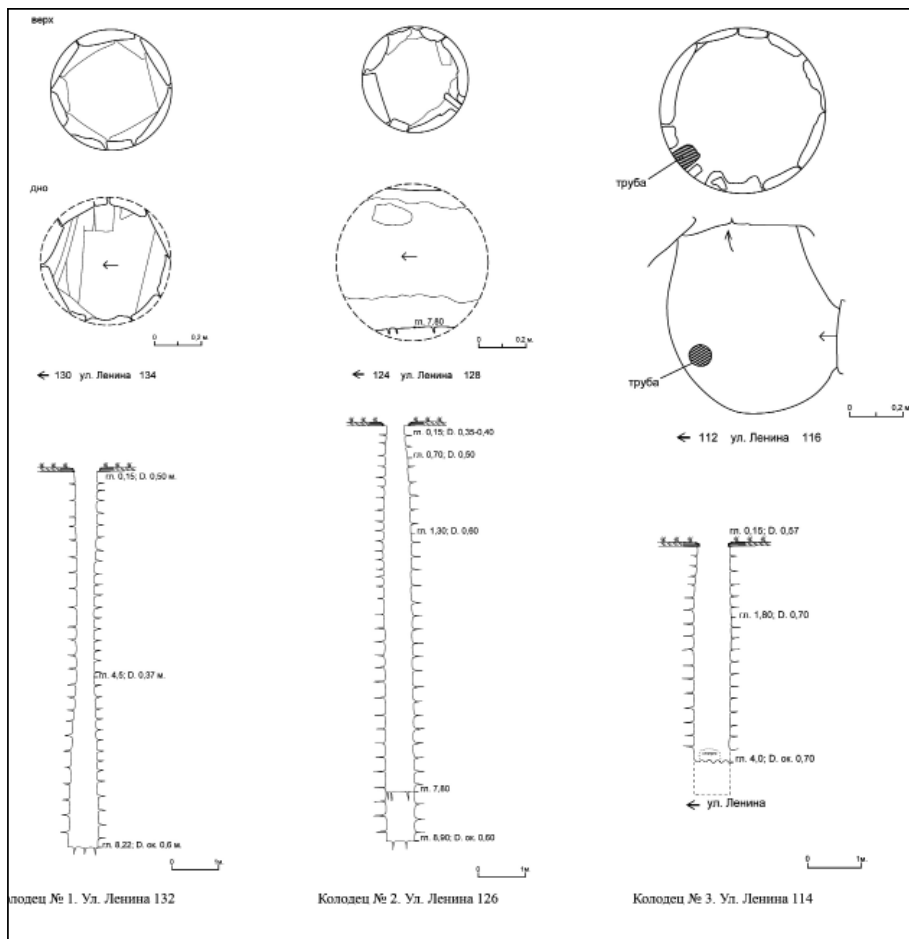 верх
труба
дно
0 0,2 м.
← 130 ул. Ленина 134
гл. 7,80
0 0,2 м.
← 124 ул. Ленина 128
труба
0 0,2 м
← 112 ул. Ленина 116
гл. 0,15; D. 0,50 м.
гл. 4,5; D. 0,37 м.
гл. 8,22; D. ок. 0,6 м.
0 1м.
гл. 0,15; D. 0,35-0,40
гл. 0,70; D. 0,50
гл. 1,30; D. 0,60
гл. 7,80
гл. 8,90; D. ок. 0,60
0 1м.
гл. 0,15; D. 0,57
гл. 1,80; D. 0,70
гл. 4,0; D. ок. 0,70
← ул. Ленина
0 1м.
олодец № 1. Ул. Ленина 132
Колодец № 2. Ул. Ленина 126
Колодец № 3. Ул. Ленина 114